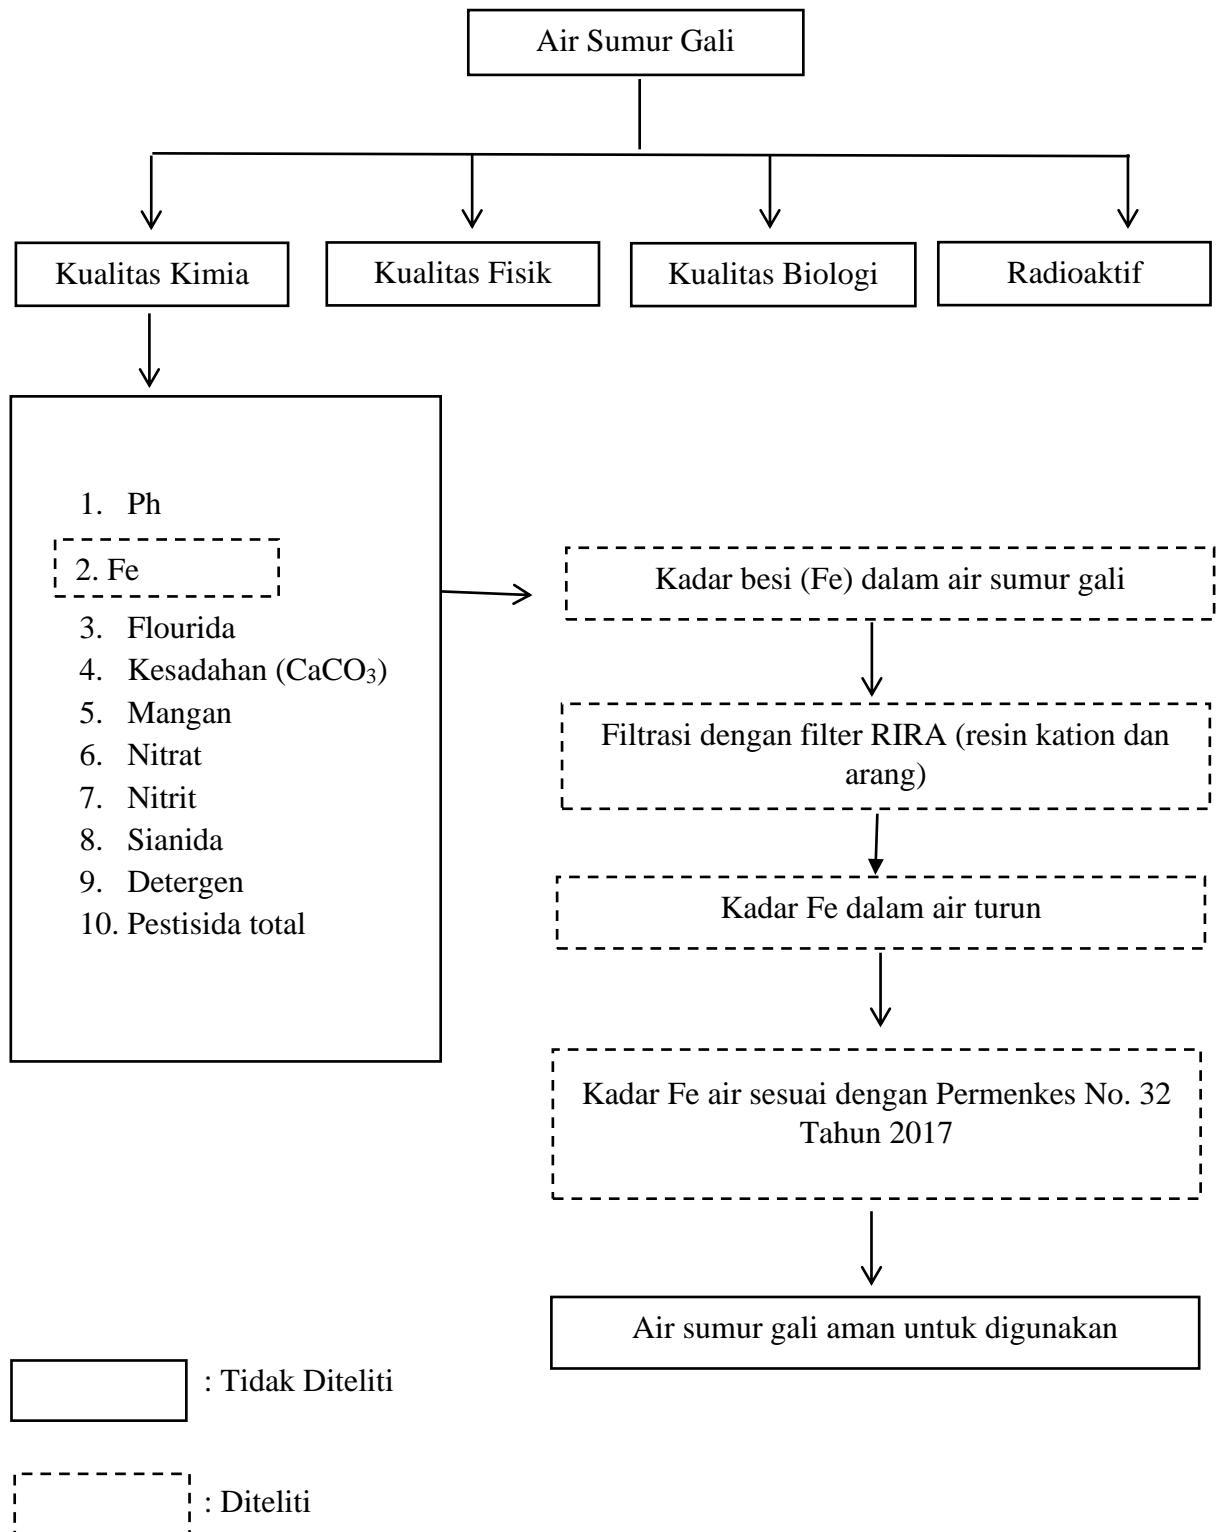 Air Sumur Gali
Kualitas Kimia
Kualitas Fisik
Kualitas Biologi
Radioaktif
1. Ph
2. Fe
3. Flourida
4. Kesadahan (CaCO₃)
5. Mangan
6. Nitrat
7. Nitrit
8. Sianida
9. Detergen
10. Pestisida total
Kadar besi (Fe) dalam air sumur gali
Filtrasi dengan filter RIRA (resin kation dan
arang)
Kadar Fe dalam air turun
Kadar Fe air sesuai dengan Permenkes No. 32
Tahun 2017
Air sumur gali aman untuk digunakan
: Tidak Diteliti
: Diteliti